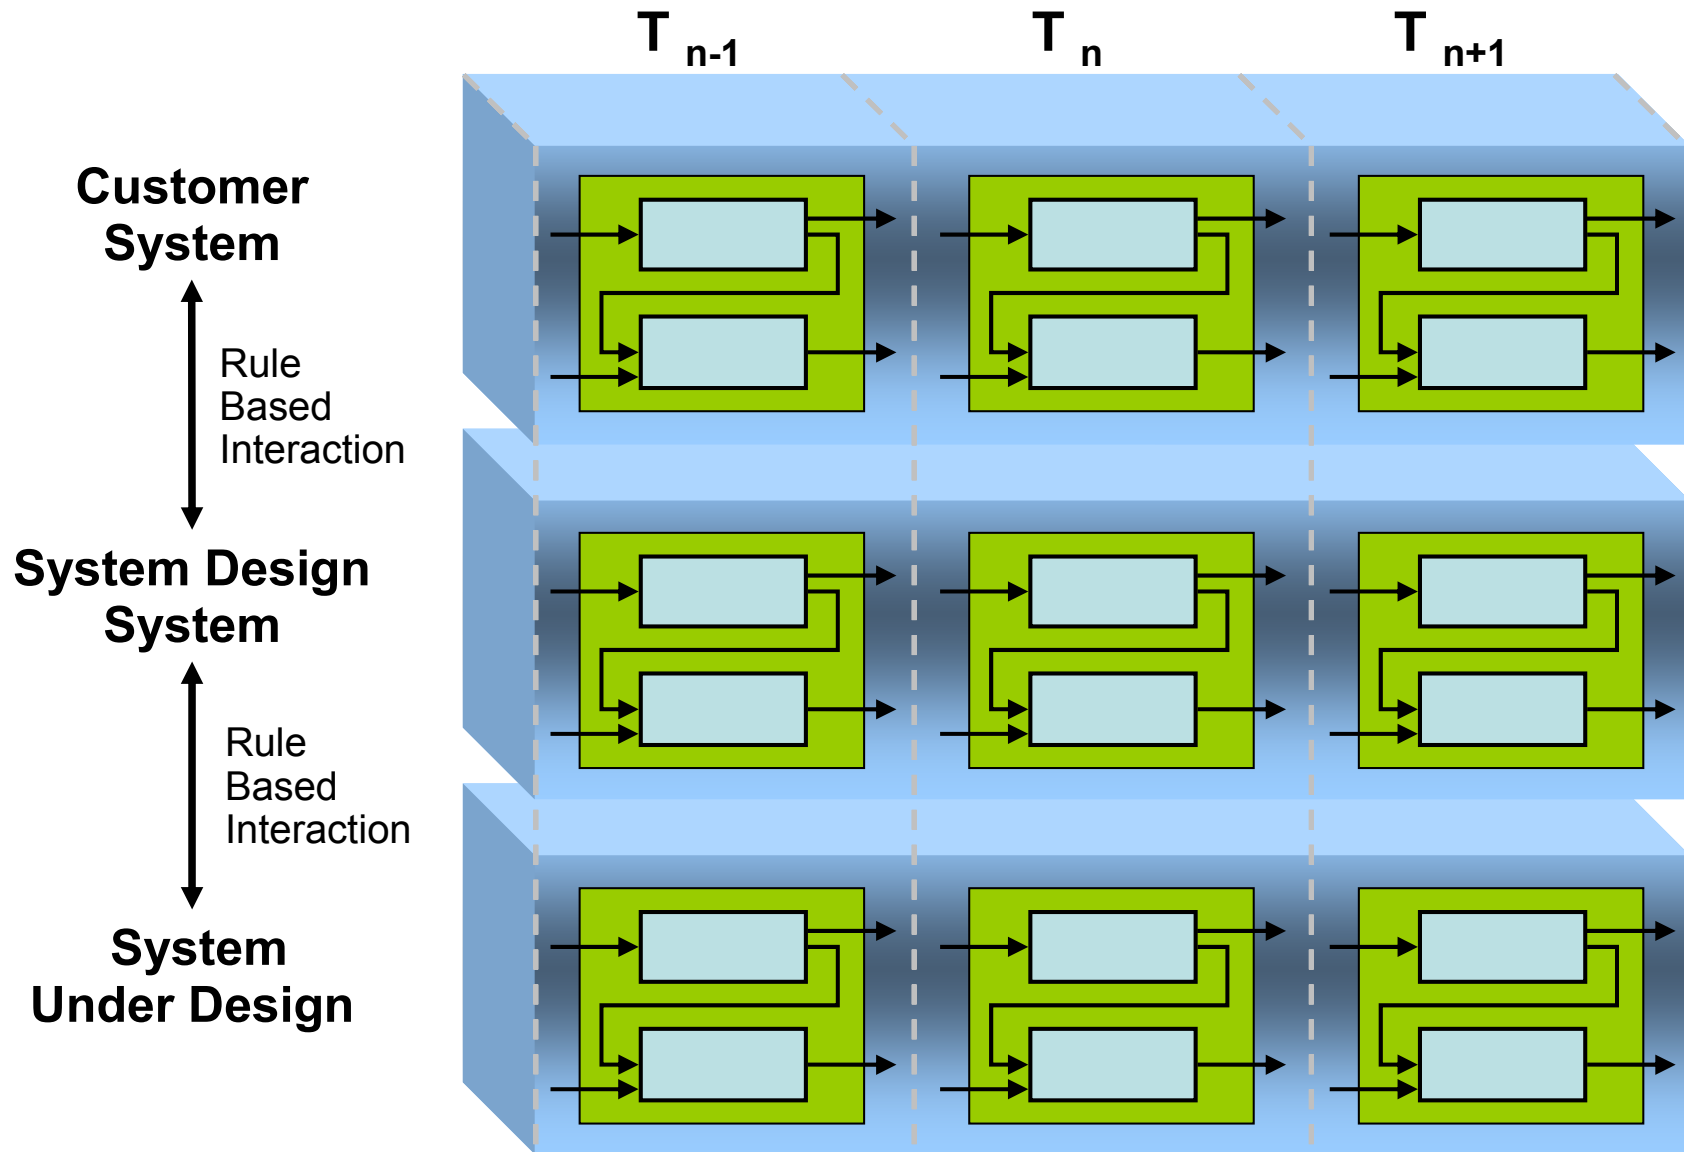 T n-1 T n T n+1
Customer
System
Rule
Based
Interaction
System Design
System
Rule
Based
Interaction
System
Under Design